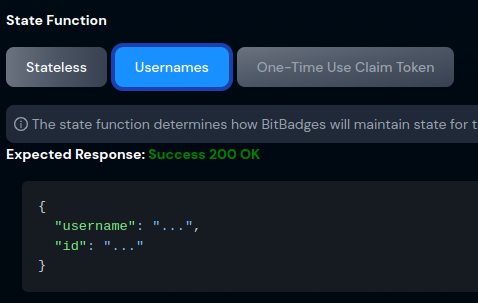 State Function
Stateless Usernames One-Time Use Claim Token
The state function determines how BitBadges will maintain state for t
Expected Response: Success 200 OK
{
"username": "...",
"id": "..."
}